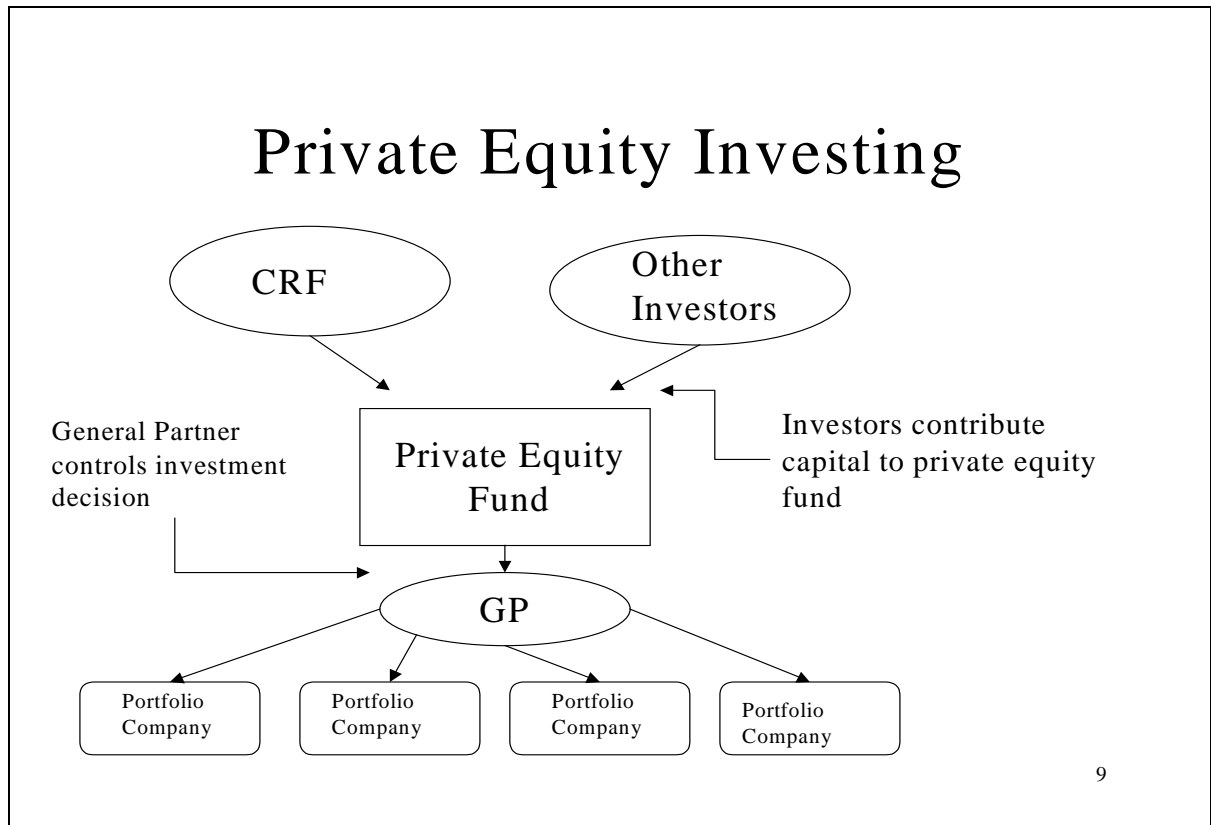 Private Equity Investing
CRF
Other
Investors
General Partner
controls investment
decision
Private Equity
Fund
Investors contribute
capital to private equity
fund
GP
Portfolio
Company
Portfolio
Company
Portfolio
Company
Portfolio
Company
9